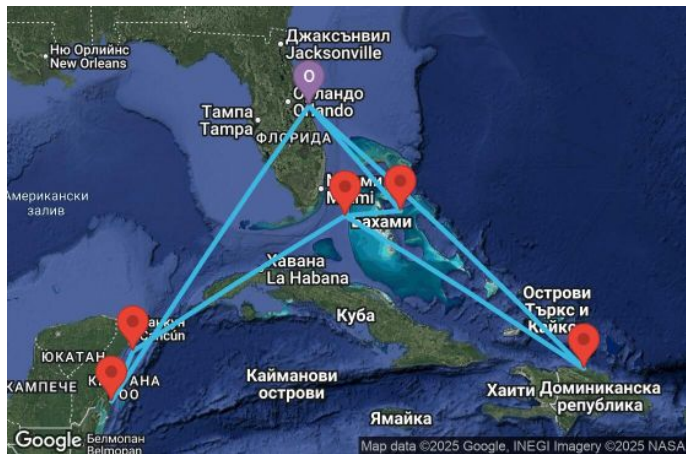 Ню Орлийнс
New Orleans
Джаксънвил
Jacksonville
O
Орландо
Orlando
Тампа
Tampa
ФЛОРИДА
Американски
залив
Miami
Бахами
Хавана
La Habana
Куба
Острови
Търкс и
Кайкос
Cancún
ЮКАТАН
КАМПЕЧЕ
Кайманови
острови
Хаити
Доминиканска
република
Ямайка
Белмопан
Belmopan
Google
Map data ©2025 Google, INEGI Imagery ©2025 NASA